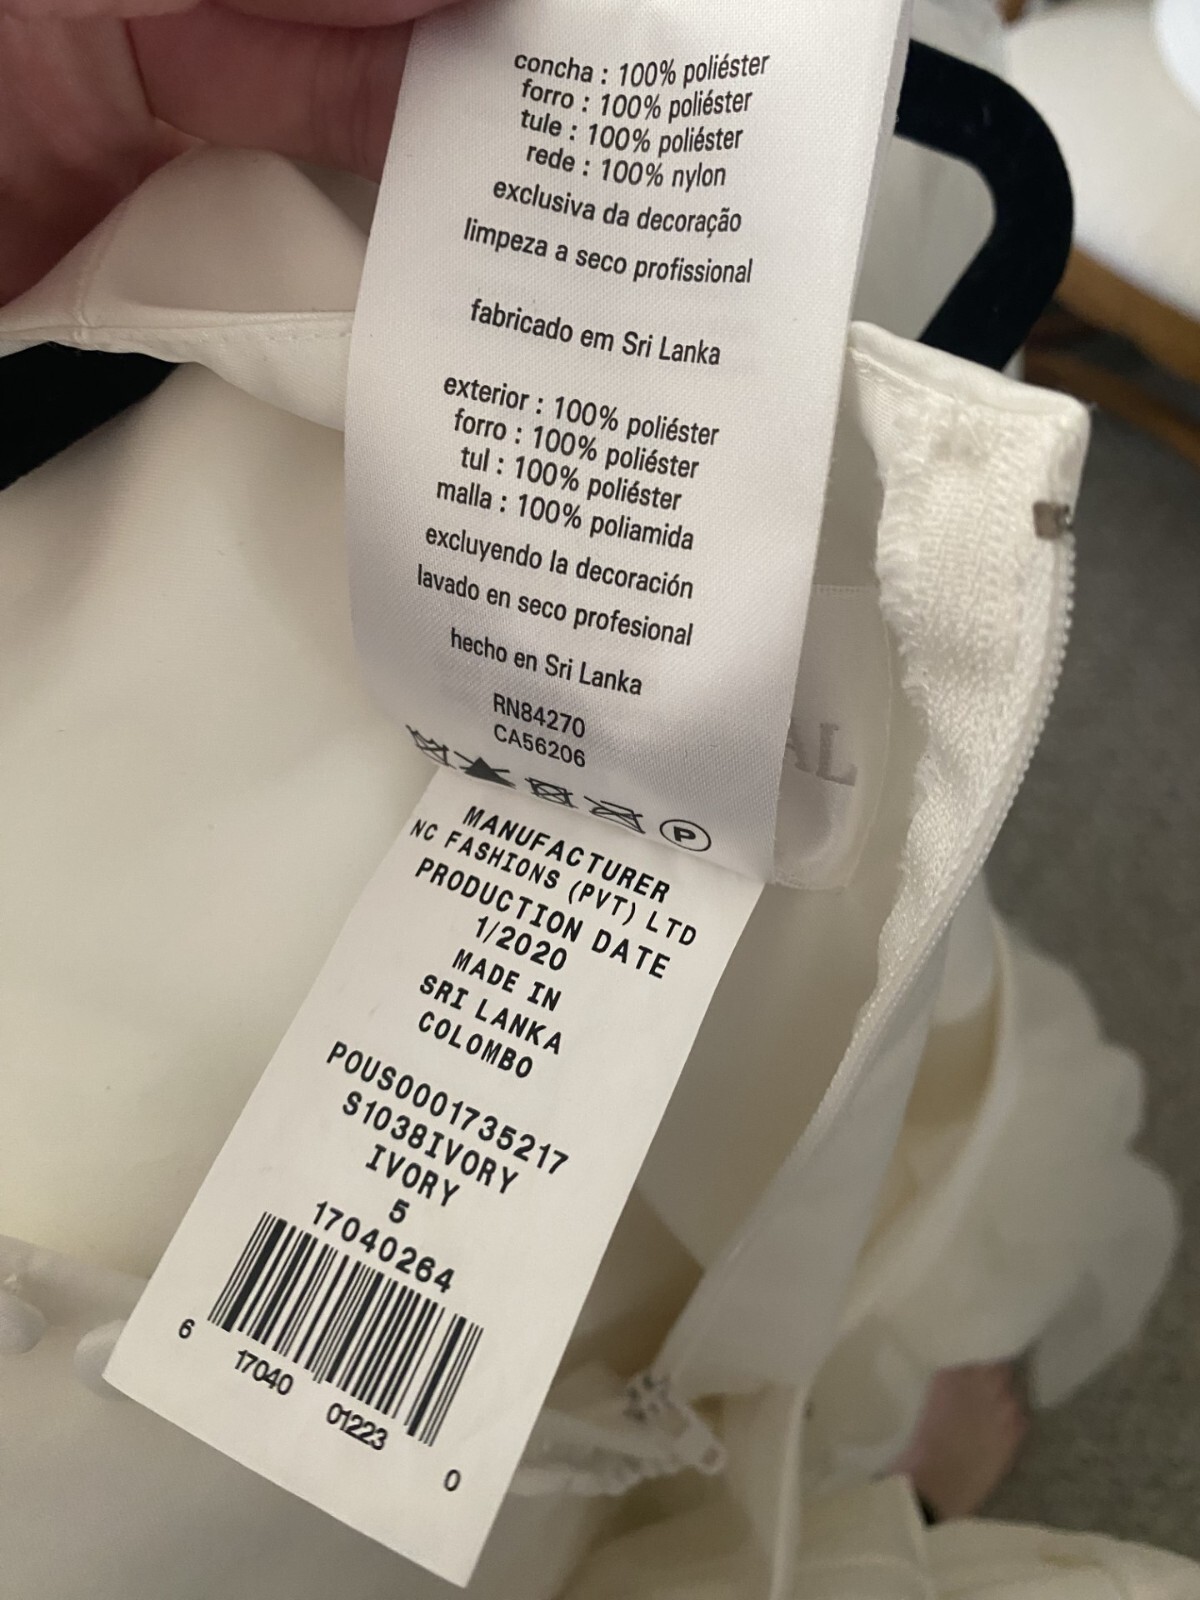 concha : 100% poliéster
forro : 100% poliéster
tule : 100% poliéster
rede : 100% nylon
exclusiva da decoração
limpeza a seco profissional
fabricado em Sri Lanka
exterior : 100% poliéster
forro : 100% poliéster
tul : 100% poliéster
malla : 100% poliamida
excluyendo la decoración
lavado en seco profesional
hecho en Sri Lanka
RN84270
CA56206
P
AL
MANUFACTURER
NC FASHIONS (PVT) LTD
PRODUCTION DATE
1/2020
MADE IN
SRI LANKA
COLOMBO
POUS0001735217
S1038IVORY
IVORY
5
17040264
6 17040 01223 0